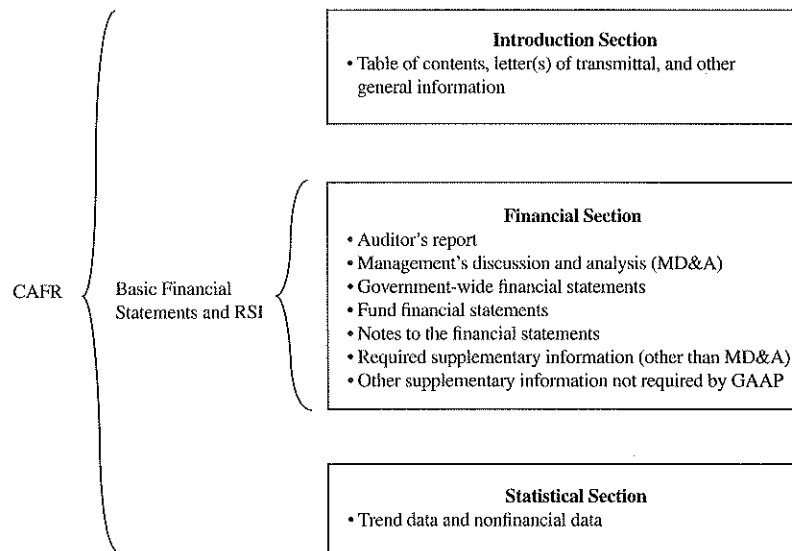 Introduction Section
• Table of contents, letter(s) of transmittal, and other
general information
Financial Section
• Auditor's report
• Management's discussion and analysis (MD&A)
• Government-wide financial statements
• Fund financial statements
• Notes to the financial statements
• Required supplementary information (other than MD&A)
• Other supplementary information not required by GAAP
CAFR
Basic Financial
Statements and RSI
Statistical Section
• Trend data and nonfinancial data